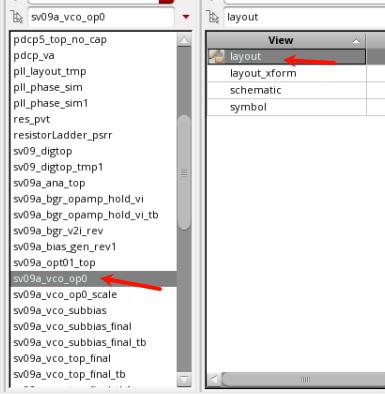 sv09a_vco_op0
pdcp5_top_no_cap
pdcp_va
pll_layout_tmp
pll_phase_sim
pll_phase_sim1
res_pvt
resistorLadder_psrr
sv09_digtop
sv09_digtop_tmp1
sv09a_ana_top
sv09a_bgr_opamp_hold_vi
sv09a_bgr_opamp_hold_vi_tb
sv09a_bgr_v2i_rev
sv09a_bias_gen_rev1
sv09a_opt01_top
sv09a_vco_op0
sv09a_vco_op0_scale
sv09a_vco_subbias
sv09a_vco_subbias_final
sv09a_vco_subbias_final_tb
sv09a_vco_top_final
sv09a_vco_top_final_tb
layout
View
layout
layout_xform
schematic
symbol